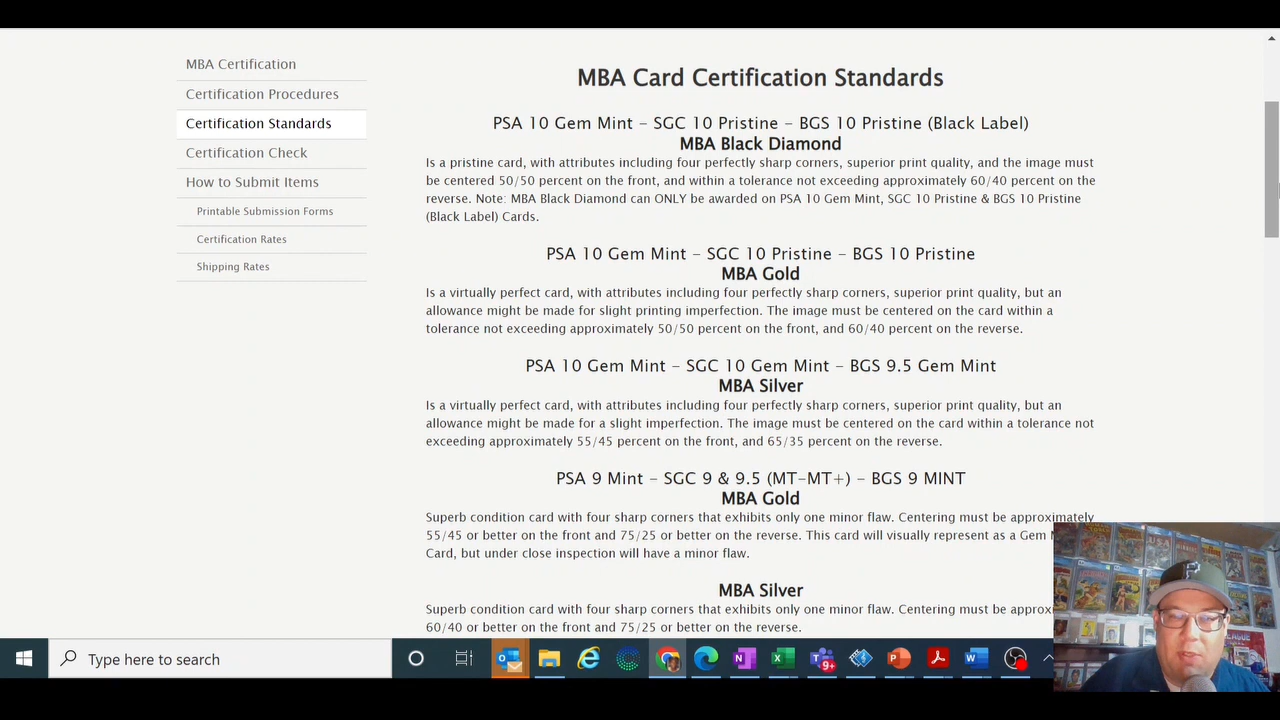 MBA Certification
Certification Procedures
Certification Standards
Certification Check
How to Submit Items
Printable Submission Forms
Certification Rates
Shipping Rates
MBA Card Certification Standards
PSA 10 Gem Mint – SGC 10 Pristine – BGS 10 Pristine (Black Label)
MBA Black Diamond
Is a pristine card, with attributes including four perfectly sharp corners, superior print quality, and the image must
be centered 50/50 percent on the front, and within a tolerance not exceeding approximately 60/40 percent on the
reverse. Note: MBA Black Diamond can ONLY be awarded on PSA 10 Gem Mint, SGC 10 Pristine & BGS 10 Pristine
(Black Label) Cards.
PSA 10 Gem Mint – SGC 10 Pristine – BGS 10 Pristine
MBA Gold
Is a virtually perfect card, with attributes including four perfectly sharp corners, superior print quality, but an
allowance might be made for slight printing imperfection. The image must be centered on the card within a
tolerance not exceeding approximately 50/50 percent on the front, and 60/40 percent on the reverse.
PSA 10 Gem Mint – SGC 10 Gem Mint – BGS 9.5 Gem Mint
MBA Silver
Is a virtually perfect card, with attributes including four perfectly sharp corners, superior print quality, but an
allowance might be made for a slight imperfection. The image must be centered on the card within a tolerance not
exceeding approximately 55/45 percent on the front, and 65/35 percent on the reverse.
PSA 9 Mint – SGC 9 & 9.5 (MT-MT+) – BGS 9 MINT
MBA Gold
Superb condition card with four sharp corners that exhibits only one minor flaw. Centering must be approximately
55/45 or better on the front and 75/25 or better on the reverse. This card will visually represent as a Gem
Card, but under close inspection will have a minor flaw.
MBA Silver
Superb condition card with four sharp corners that exhibits only one minor flaw. Centering must be
60/40 or better on the front and 75/25 or better on the reverse.
Type here to search
9+